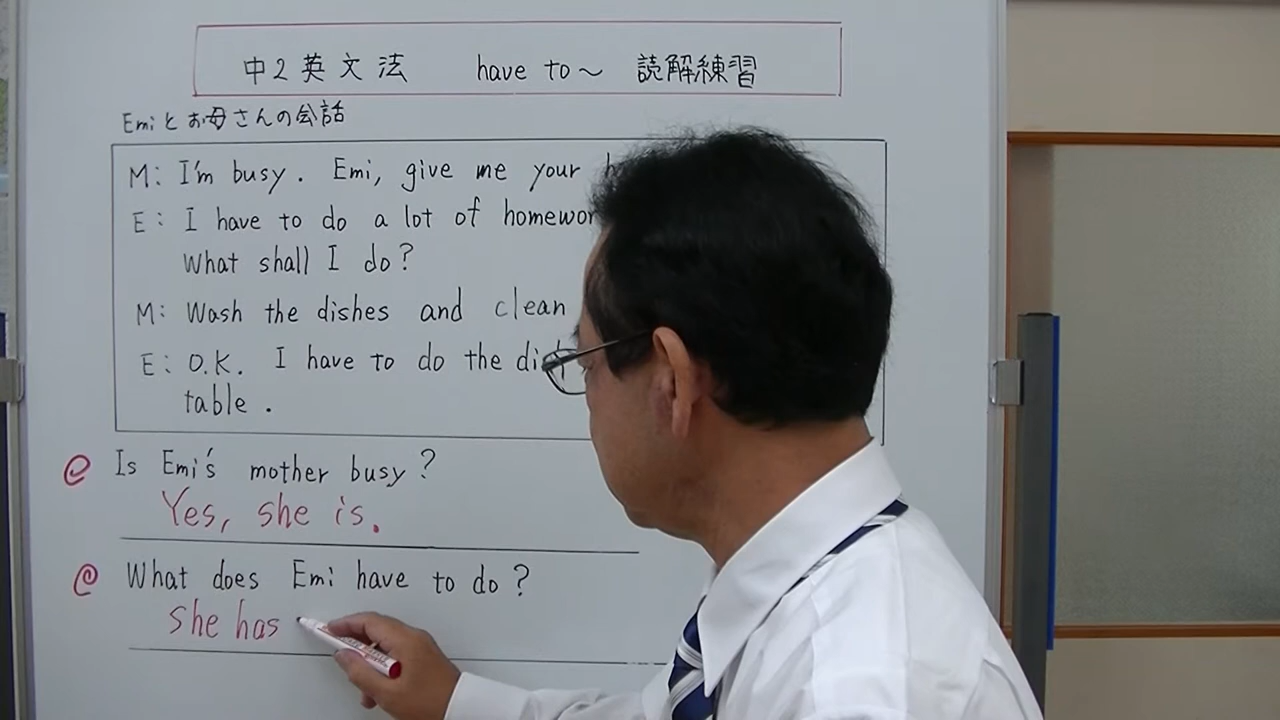 中2英文法 have to～ 読解練習
Emiとお母さんの会話
M: I'm busy. Emi, give me your
E: I have to do a lot of homewor
What shall I do?
M: Wash the dishes and clean
E: O.K. I have to do the dis
table.
Is Emi's mother busy?
Yes, she is.
What does Emi have to do?
She has